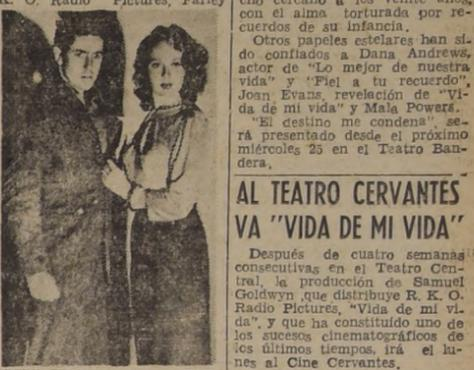 K. O. Radio Pictures, Farley
con el alma torturada por re-
cuerdos de su infancia.
Otros papeles estelares han si-
do confiados a Dana Andrews,
actor de "Lo mejor de nuestra
vida" y "Fiel a tu recuerdo",
Joan Evans, revelación de "Vi-
da de mi vida" y Mala Powers.
"El destino me condena", se-
rá presentado desde el próximo
miércoles 25 en el Teatro Ban-
dera.
AL TEATRO CERVANTES
VA "VIDA DE MI VIDA"
Después de cuatro semanas
consecutivas en el Teatro Cen-
tral, la producción de Samuel
Goldwyn que distribuye R. K. O.
Radio Pictures, "Vida de mi vi-
da", y que ha constituído uno de
los sucesos cinematográficos de
los últimos tiempos, irá el lu-
nes al Cine Cervantes.